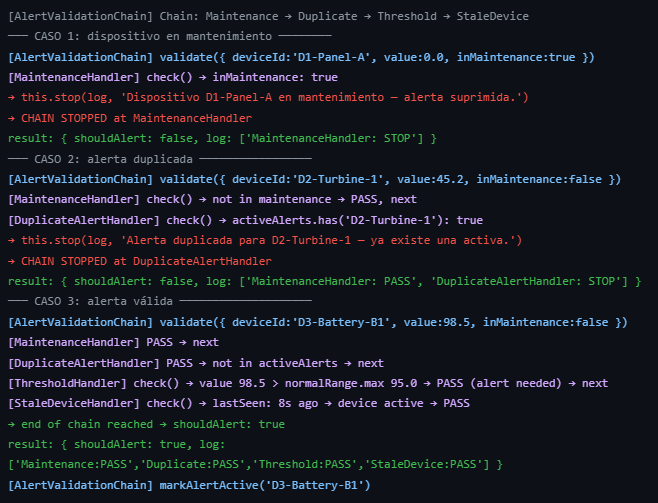 [AlertValidationChain] Chain: Maintenance → Duplicate → Threshold → StaleDevice
─── CASO 1: dispositivo en mantenimiento ────────
[AlertValidationChain] validate({ deviceId:'D1-Panel-A', value:0.0, inMaintenance:true })
[MaintenanceHandler] check() → inMaintenance: true
→ this.stop(log, 'Dispositivo D1-Panel-A en mantenimiento — alerta suprimida.')
→ CHAIN STOPPED at MaintenanceHandler
result: { shouldAlert: false, log: ['MaintenanceHandler: STOP'] }
─── CASO 2: alerta duplicada ─────────────────
[AlertValidationChain] validate({ deviceId:'D2-Turbine-1', value:45.2, inMaintenance:false })
[MaintenanceHandler] check() → not in maintenance → PASS, next
[DuplicateAlertHandler] check() → activeAlerts.has('D2-Turbine-1'): true
→ this.stop(log, 'Alerta duplicada para D2-Turbine-1 — ya existe una activa.')
→ CHAIN STOPPED at DuplicateAlertHandler
result: { shouldAlert: false, log: ['MaintenanceHandler: PASS', 'DuplicateAlertHandler: STOP'] }
─── CASO 3: alerta válida ────────────────────
[AlertValidationChain] validate({ deviceId:'D3-Battery-B1', value:98.5, inMaintenance:false })
[MaintenanceHandler] PASS → next
[DuplicateAlertHandler] PASS → not in activeAlerts → next
[ThresholdHandler] check() → value 98.5 > normalRange.max 95.0 → PASS (alert needed) → next
[StaleDeviceHandler] check() → lastSeen: 8s ago → device active → PASS
→ end of chain reached → shouldAlert: true
result: { shouldAlert: true, log:
['Maintenance:PASS','Duplicate:PASS','Threshold:PASS','StaleDevice:PASS'] }
[AlertValidationChain] markAlertActive('D3-Battery-B1')